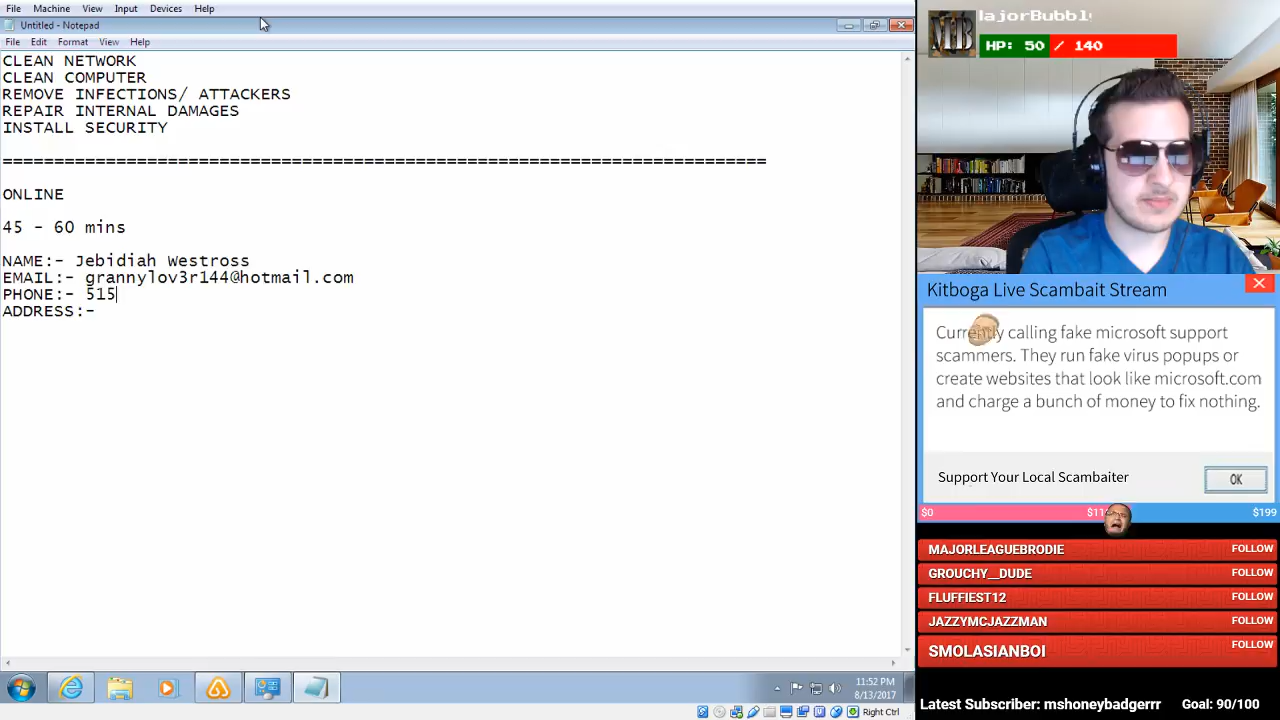 File Machine View Input Devices Help
Untitled - Notepad
File Edit Format View Help
CLEAN NETWORK
CLEAN COMPUTER
REMOVE INFECTIONS/ ATTACKERS
REPAIR INTERNAL DAMAGES
INSTALL SECURITY
==========================================================================
ONLINE
45 - 60 mins
NAME:- Jebidiah Westross
EMAIL:- grannylov3r144@hotmail.com
PHONE:- 515
ADDRESS:-
11:52 PM
8/13/2017
Right Ctrl
MB
HP: 50 / 140
Kitboga Live Scambait Stream
Currently calling fake microsoft support
scammers. They run fake virus popups or
create websites that look like microsoft.com
and charge a bunch of money to fix nothing.
Support Your Local Scambaiter
OK
$0
$199
MAJORLEAGUEBRODIE FOLLOW
GROUCHY__DUDE FOLLOW
FLUFFIEST12 FOLLOW
JAZZYMCJAZZMAN FOLLOW
SMOLASIANBOI FOLLOW
Latest Subscriber: mshoneybadgerrr Goal: 90/100